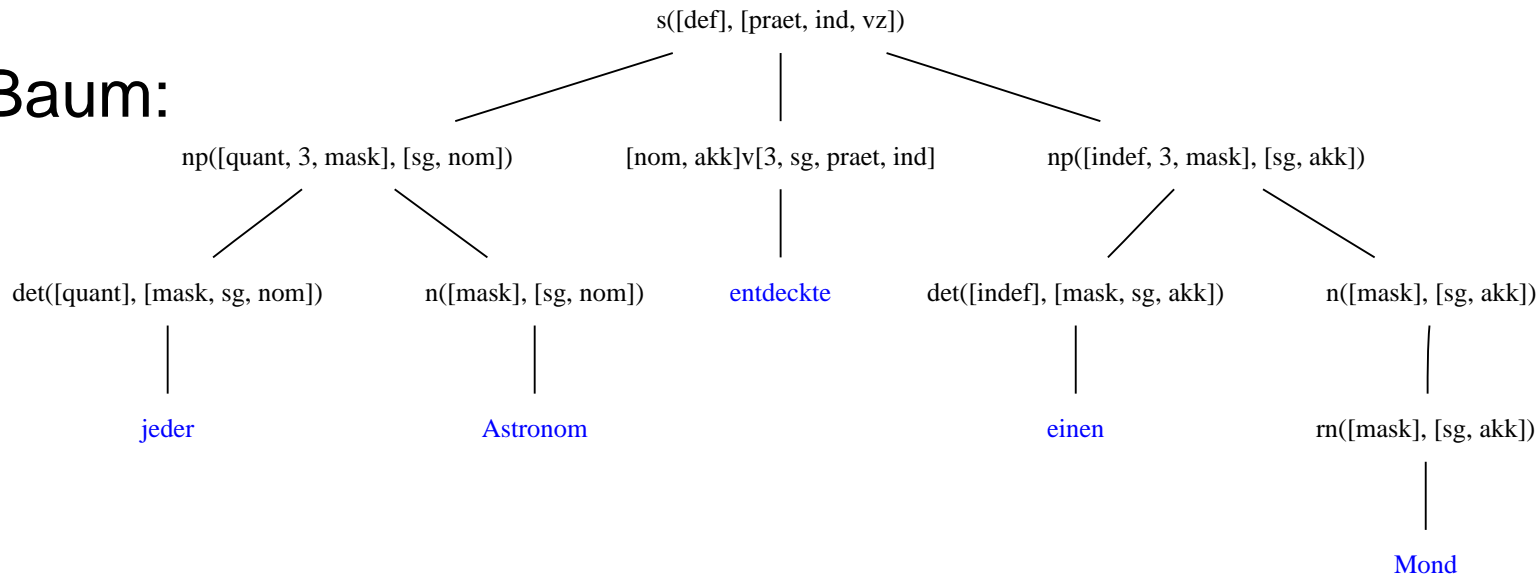 s([def], [praet, ind, vz])
Baum:
np([quant, 3, mask], [sg, nom]) [nom, akk]v[3, sg, praet, ind] np([indef, 3, mask], [sg, akk])
det([quant], [mask, sg, nom]) n([mask], [sg, nom]) entdeckte det([indef], [mask, sg, akk]) n([mask], [sg, akk])
jeder Astronom einen rn([mask], [sg, akk])
Mond